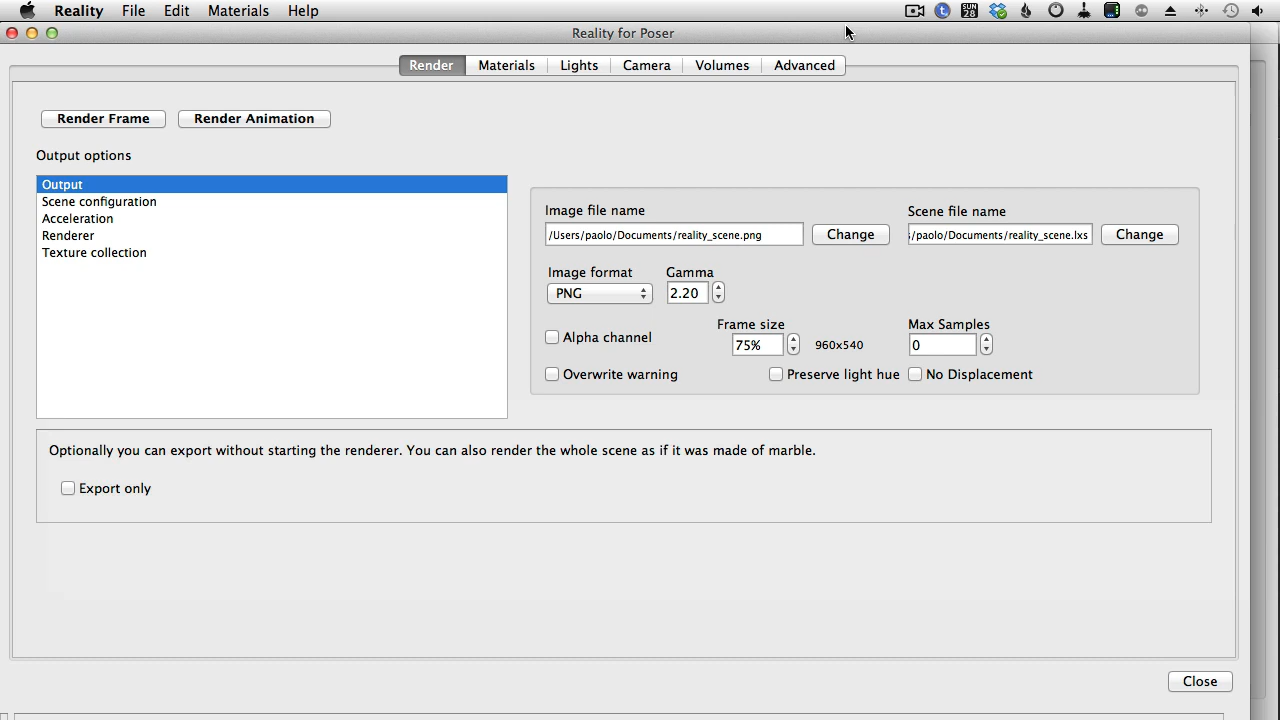 Reality File Edit Materials Help SUN 28
Reality for Poser
Render Materials Lights Camera Volumes Advanced
Render Frame Render Animation
Output options
Output
Scene configuration
Acceleration
Renderer
Texture collection
Image file name Scene file name
/Users/paolo/Documents/reality_scene.png Change /paolo/Documents/reality_scene.lxs Change
Image format Gamma
PNG 2.20
Frame size Max Samples
Alpha channel 75% 960x540 0
Overwrite warning Preserve light hue No Displacement
Optionally you can export without starting the renderer. You can also render the whole scene as if it was made of marble.
Export only
Close